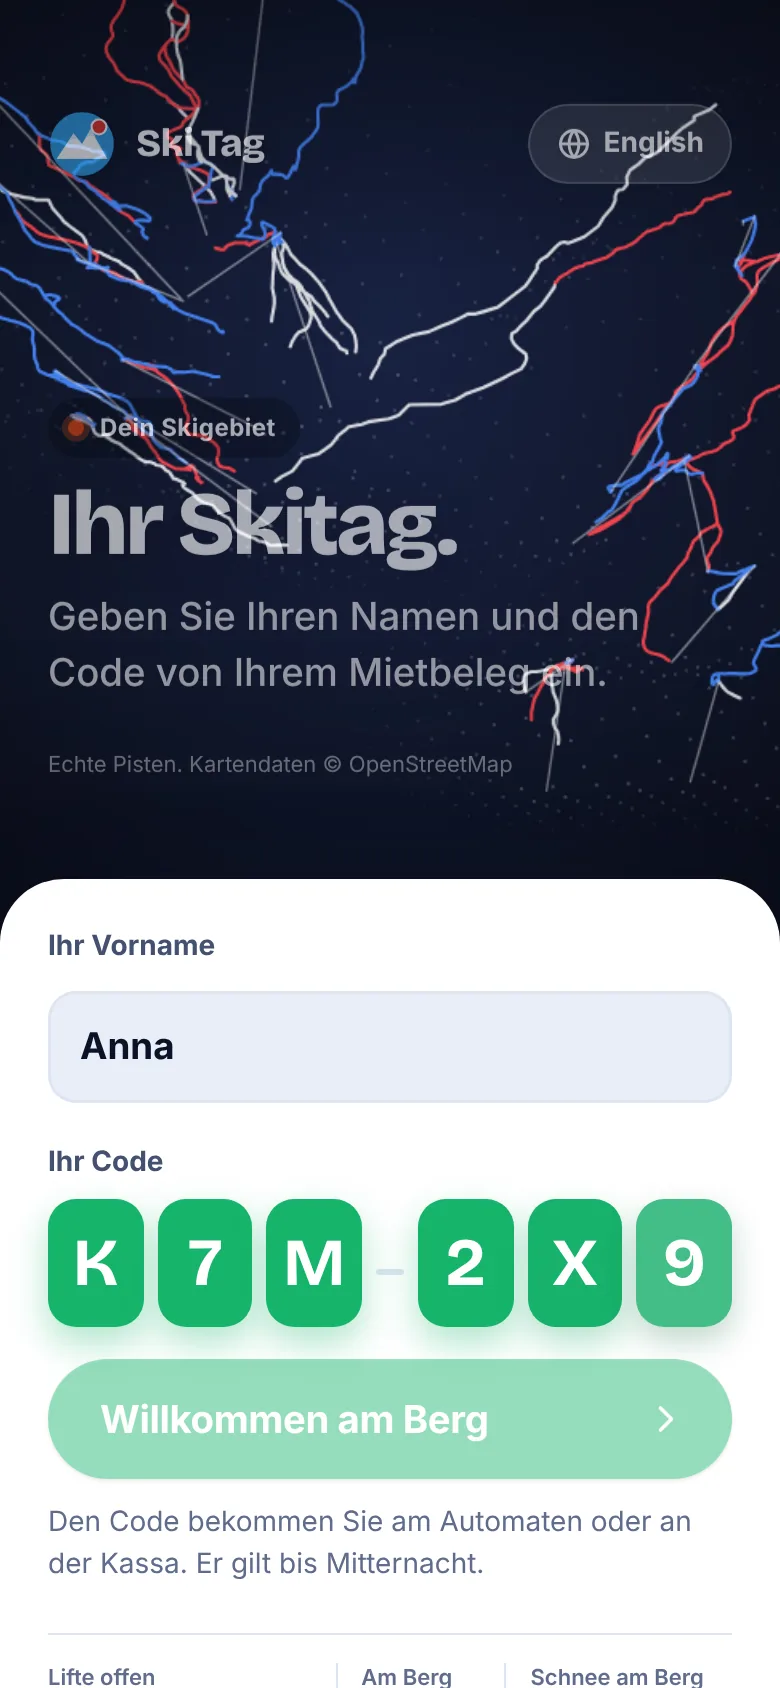 SkiTag
English
Dein Skigebiet
Ihr Skitag.
Geben Sie Ihren Namen und den
Code von Ihrem Mietbeleg ein.
Echte Pisten. Kartendaten © OpenStreetMap
Ihr Vorname
Anna
Ihr Code
K 7 M – 2 X 9
Willkommen am Berg
Den Code bekommen Sie am Automaten oder an
der Kassa. Er gilt bis Mitternacht.
Lifte offen Am Berg Schnee am Berg